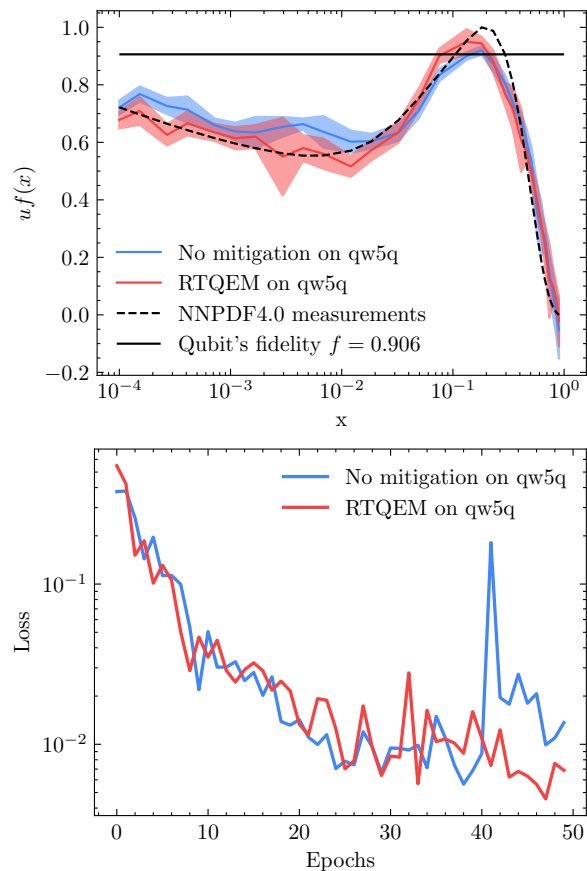 1.0
0.8
0.6
0.4
0.2
0.0
−0.2
uf(x)
No mitigation on qw5q
RTQEM on qw5q
NNPDF4.0 measurements
Qubit's fidelity f = 0.906
10⁻⁴ 10⁻³ 10⁻² 10⁻¹ 10⁰
x
No mitigation on qw5q
RTQEM on qw5q
10⁻¹
10⁻²
Loss
0 10 20 30 40 50
Epochs